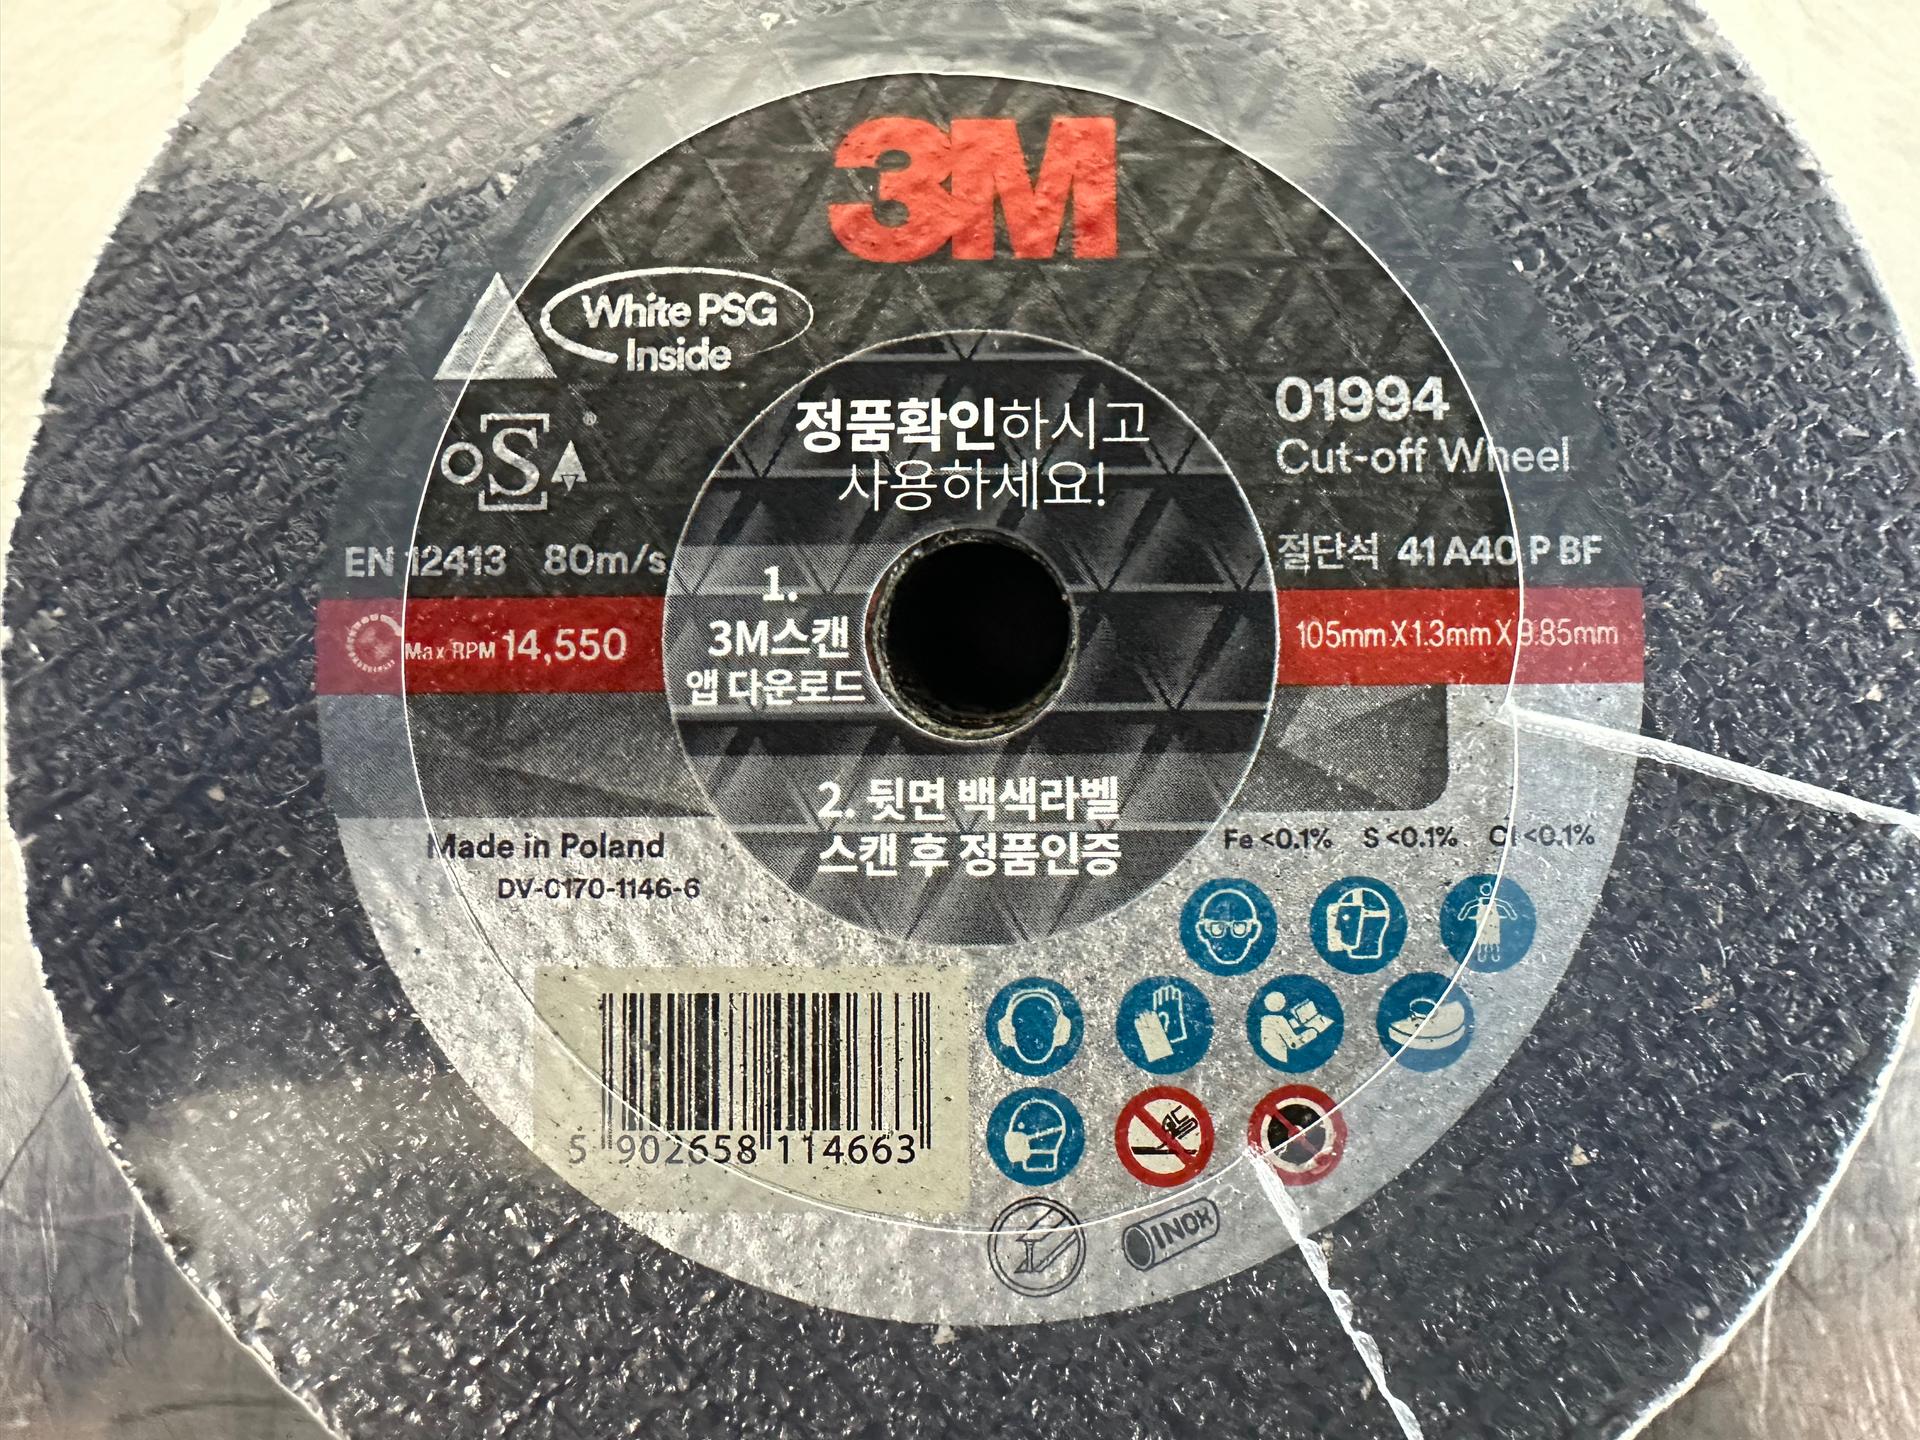 3M
White PSG
Inside
정품확인하시고
사용하세요!
01994
Cut-off Wheel
OSA®
EN 12413 80m/s
절단석 41 A40 P BF
Max RPM 14,550
105mm X 1.3mm X 9.85mm
1.
3M스캔
앱 다운로드
2. 뒷면 백색라벨
스캔 후 정품인증
Made in Poland
DV-0170-1146-6
Fe <0.1% S <0.1% Cl <0.1%
5 902658 114663
INOX